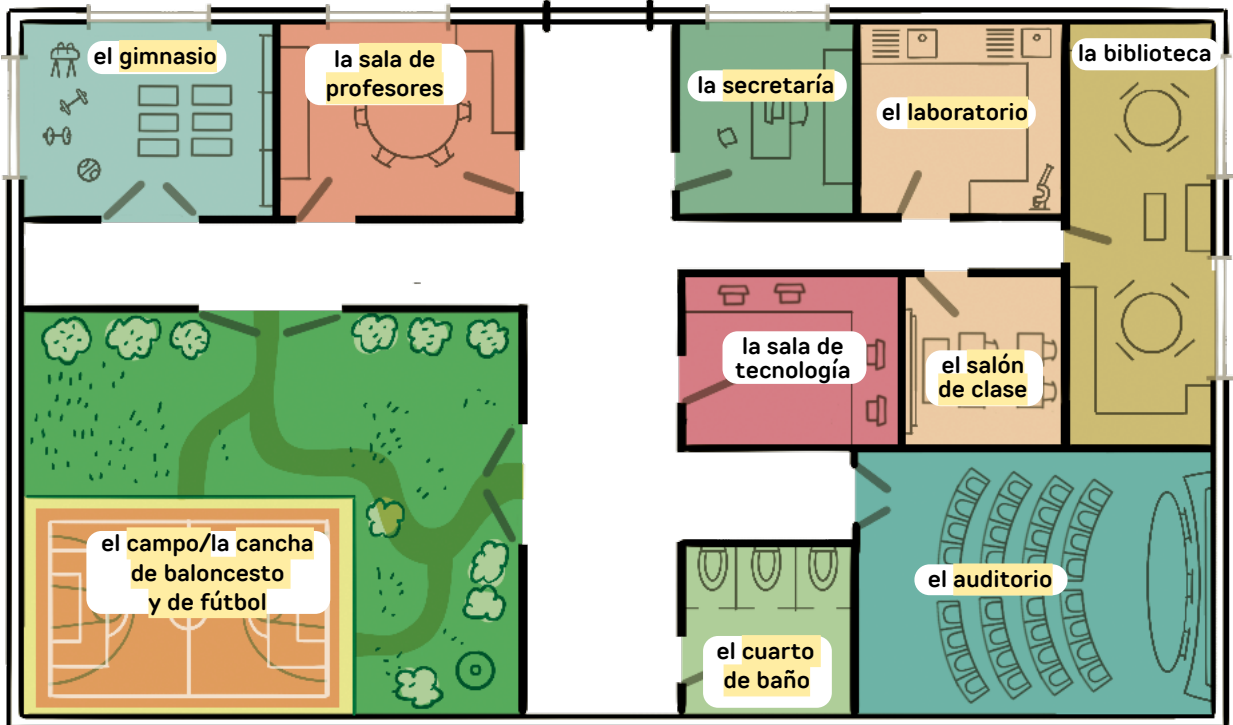 el gimnasio
la sala de
profesores
la secretaría
el laboratorio
la biblioteca
la sala de
tecnología
el salón
de clase
el campo/la cancha
de baloncesto
y de fútbol
el auditorio
el cuarto
de baño